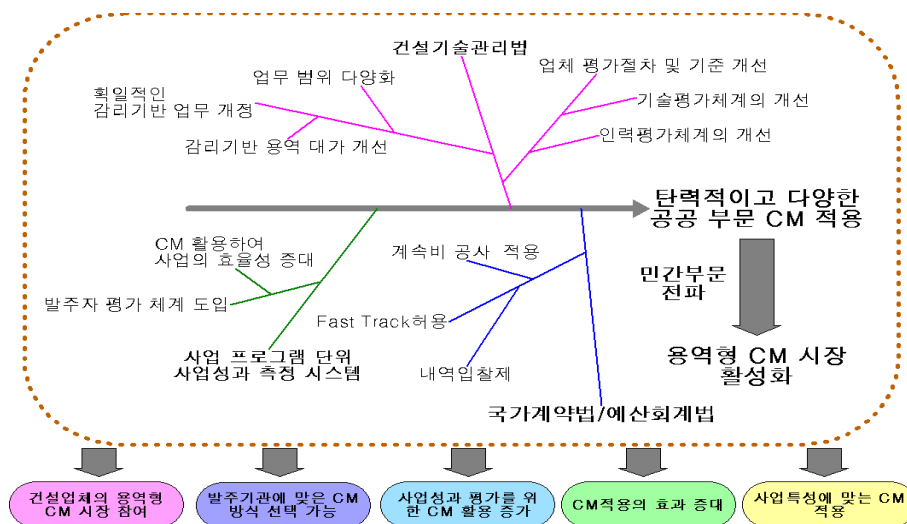 건설기술관리법
업무 범위 다양화
획일적인
감리기반 업무 개정
감리기반 용역 대가 개선
업체 평가절차 및 기준 개선
기술평가체계의 개선
인력평가체계의 개선
탄력적이고 다양한
공공 부문 CM 적용
CM 활용하여
사업의 효율성 증대
발주자 평가 체계 도입
사업 프로그램 단위
사업성과 측정 시스템
계속비 공사 적용
Fast Track허용
내역입찰제
국가계약법/예산회계법
민간부문
전파
용역형 CM 시장
활성화
건설업체의 용역형
CM 시장 참여
발주기관에 맞은 CM
방식 선택 가능
사업성과 평가를 위
한 CM 활용 증가
CM적용의 효과 증대
사업특성에 맞는 CM
적용